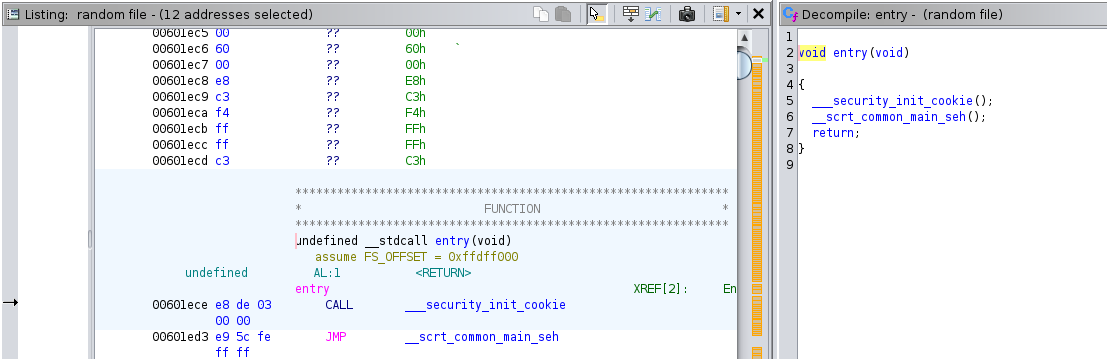 Listing: random file - (12 addresses selected)
00601ec5 00 ?? 00h
00601ec6 60 ?? 60h `
00601ec7 00 ?? 00h
00601ec8 e8 ?? E8h
00601ec9 c3 ?? C3h
00601eca f4 ?? F4h
00601ecb ff ?? FFh
00601ecc ff ?? FFh
00601ecd c3 ?? C3h
**************************************************************
* FUNCTION *
**************************************************************
undefined __stdcall entry(void)
assume FS_OFFSET = 0xffdff000
undefined AL:1 <RETURN>
entry XREF[2]: En
00601ece e8 de 03 CALL ___security_init_cookie
00 00
00601ed3 e9 5c fe JMP __scrt_common_main_seh
ff ff
Decompile: entry - (random file)
1
2 void entry(void)
3
4 {
5 ___security_init_cookie();
6 __scrt_common_main_seh();
7 return;
8 }
9